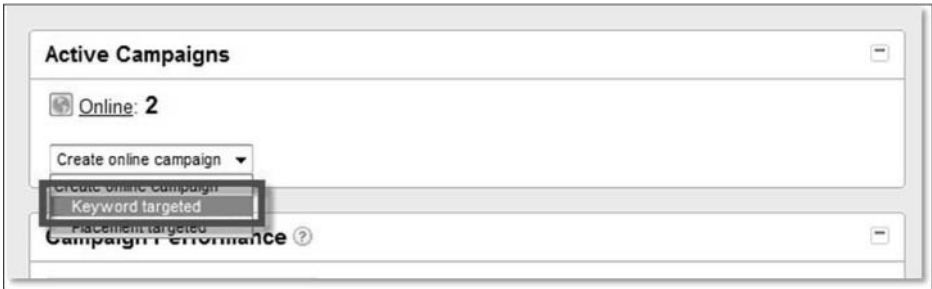 Active Campaigns
Online: 2
Create online campaign
Create online campaign
Keyword targeted
Placement targeted
Campaign Performance